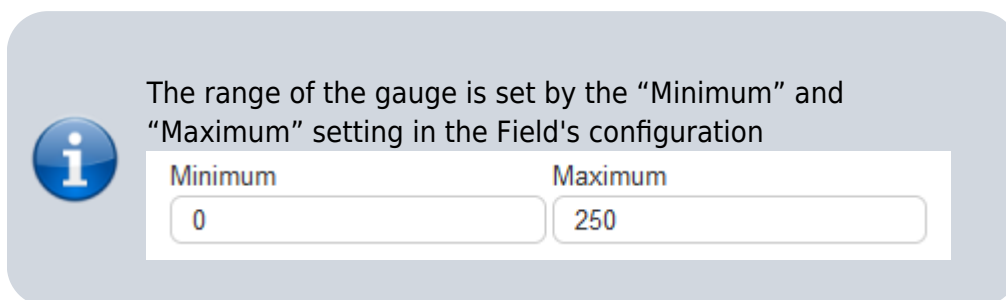 The range of the gauge is set by the “Minimum” and
“Maximum” setting in the Field's configuration
Minimum Maximum
0 250